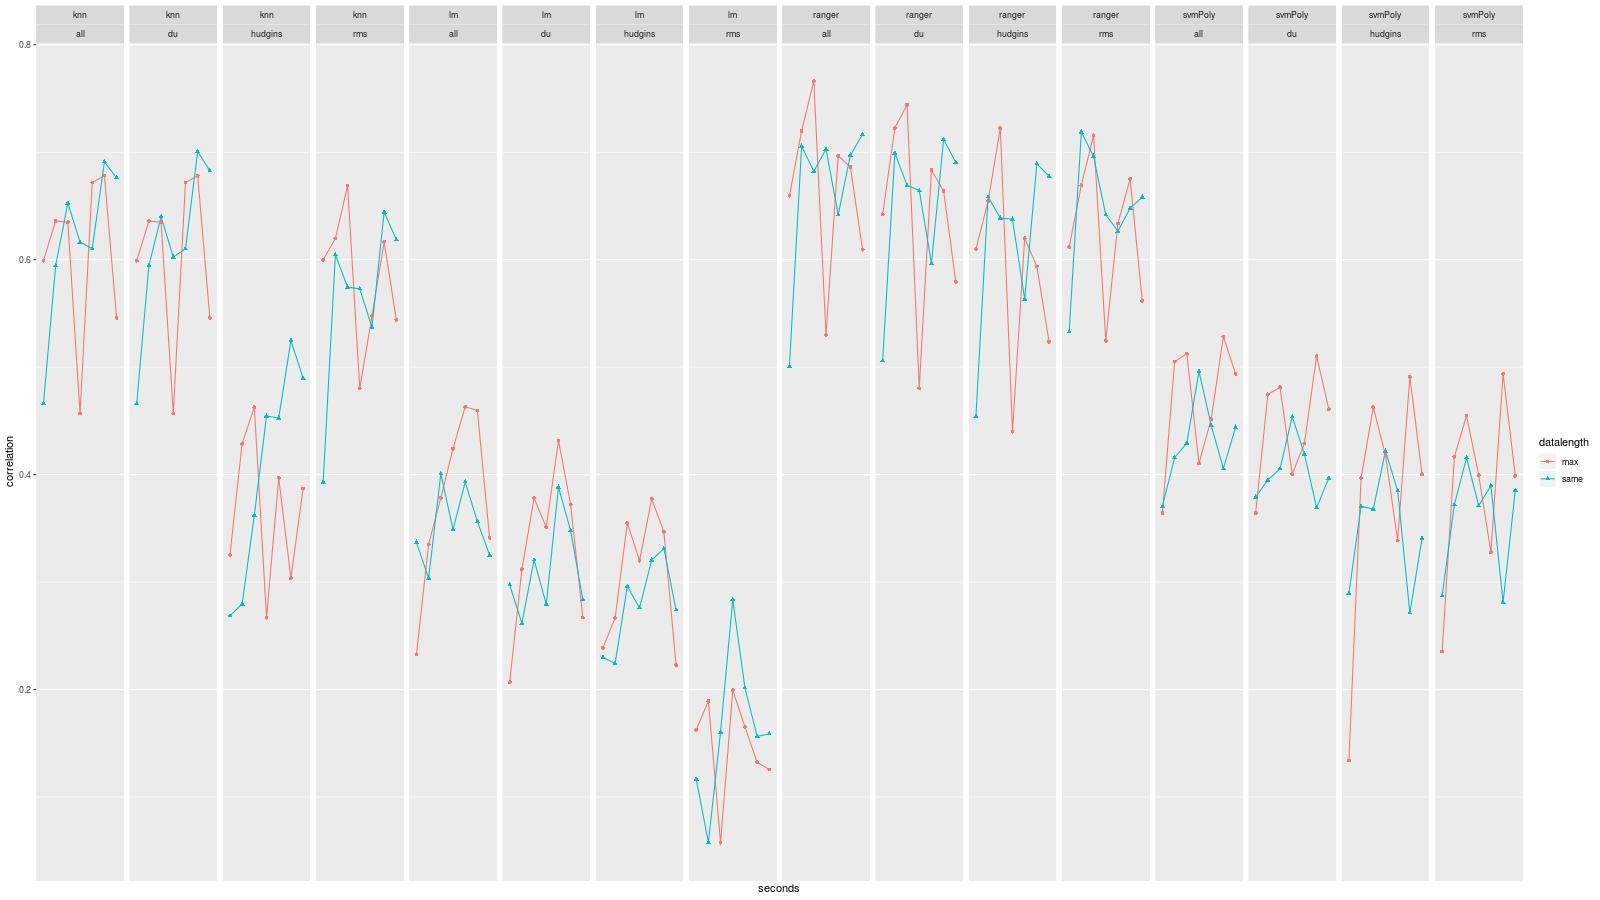 knn knn knn knn lm lm lm lm ranger ranger ranger ranger svmPoly svmPoly svmPoly svmPoly
all du hudgins rms all du hudgins rms all du hudgins rms all du hudgins rms
0.8
0.6
0.4
0.2
correlation
seconds
datalength
max
same